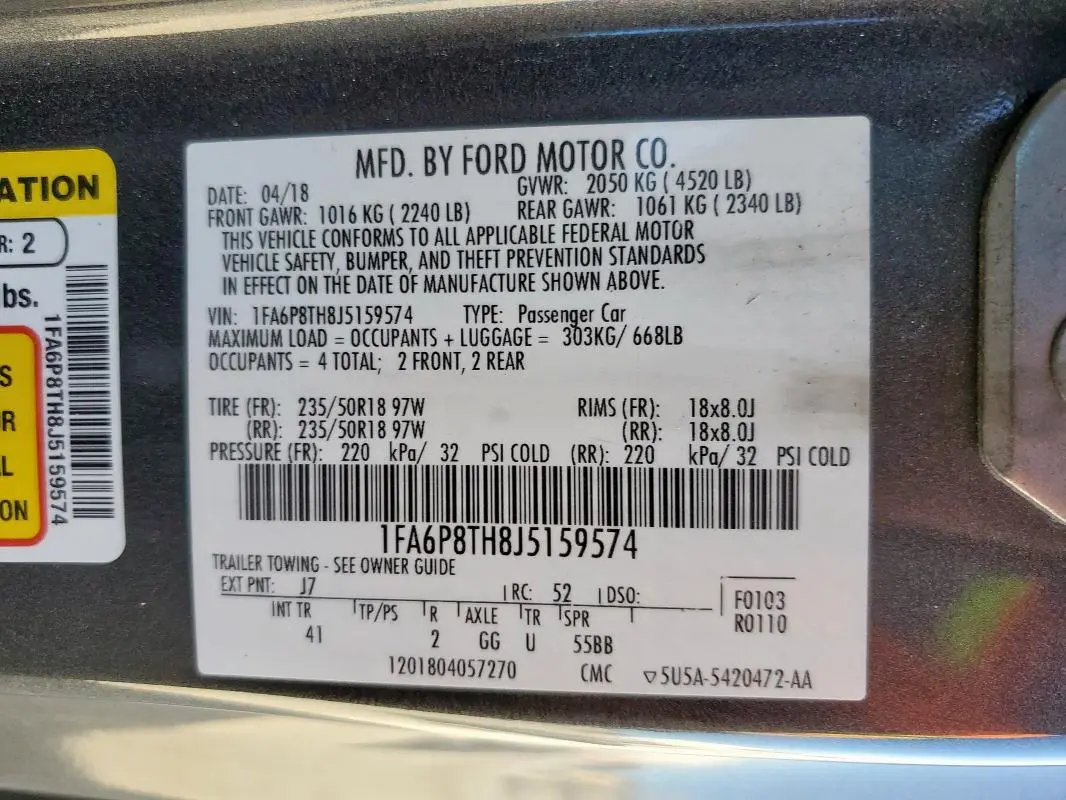 ATION
R: 2
bs.
1FA6P8TH8J5159574
S
R
L
ON
MFD. BY FORD MOTOR CO.
DATE: 04/18 GVWR: 2050 KG ( 4520 LB)
FRONT GAWR: 1016 KG ( 2240 LB) REAR GAWR: 1061 KG ( 2340 LB)
THIS VEHICLE CONFORMS TO ALL APPLICABLE FEDERAL MOTOR
VEHICLE SAFETY, BUMPER, AND THEFT PREVENTION STANDARDS
IN EFFECT ON THE DATE OF MANUFACTURE SHOWN ABOVE.
VIN: 1FA6P8TH8J5159574 TYPE: Passenger Car
MAXIMUM LOAD = OCCUPANTS + LUGGAGE = 303KG/ 668LB
OCCUPANTS = 4 TOTAL; 2 FRONT, 2 REAR
TIRE (FR): 235/50R18 97W RIMS (FR): 18x8.0J
(RR): 235/50R18 97W (RR): 18x8.0J
PRESSURE (FR): 220 kPa/ 32 PSI COLD (RR): 220 kPa/ 32 PSI COLD
1FA6P8TH8J5159574
TRAILER TOWING - SEE OWNER GUIDE
EXT PNT: J7 RC: 52 DSO: F0103
INT TR TP/PS R AXLE TR SPR R0110
41 2 GG U 55BB
1201804057270 CMC ▽5U5A-5420472-AA